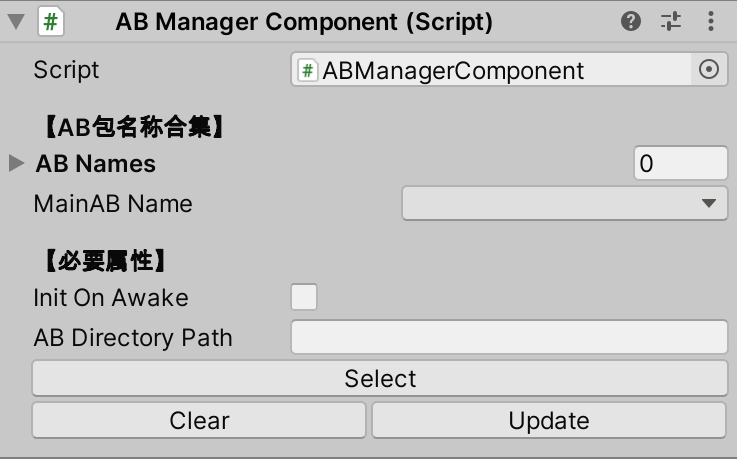 AB Manager Component (Script)
Script # ABManagerComponent
【AB包名称合集】
AB Names 0
MainAB Name
【必要属性】
Init On Awake
AB Directory Path
Select
Clear Update